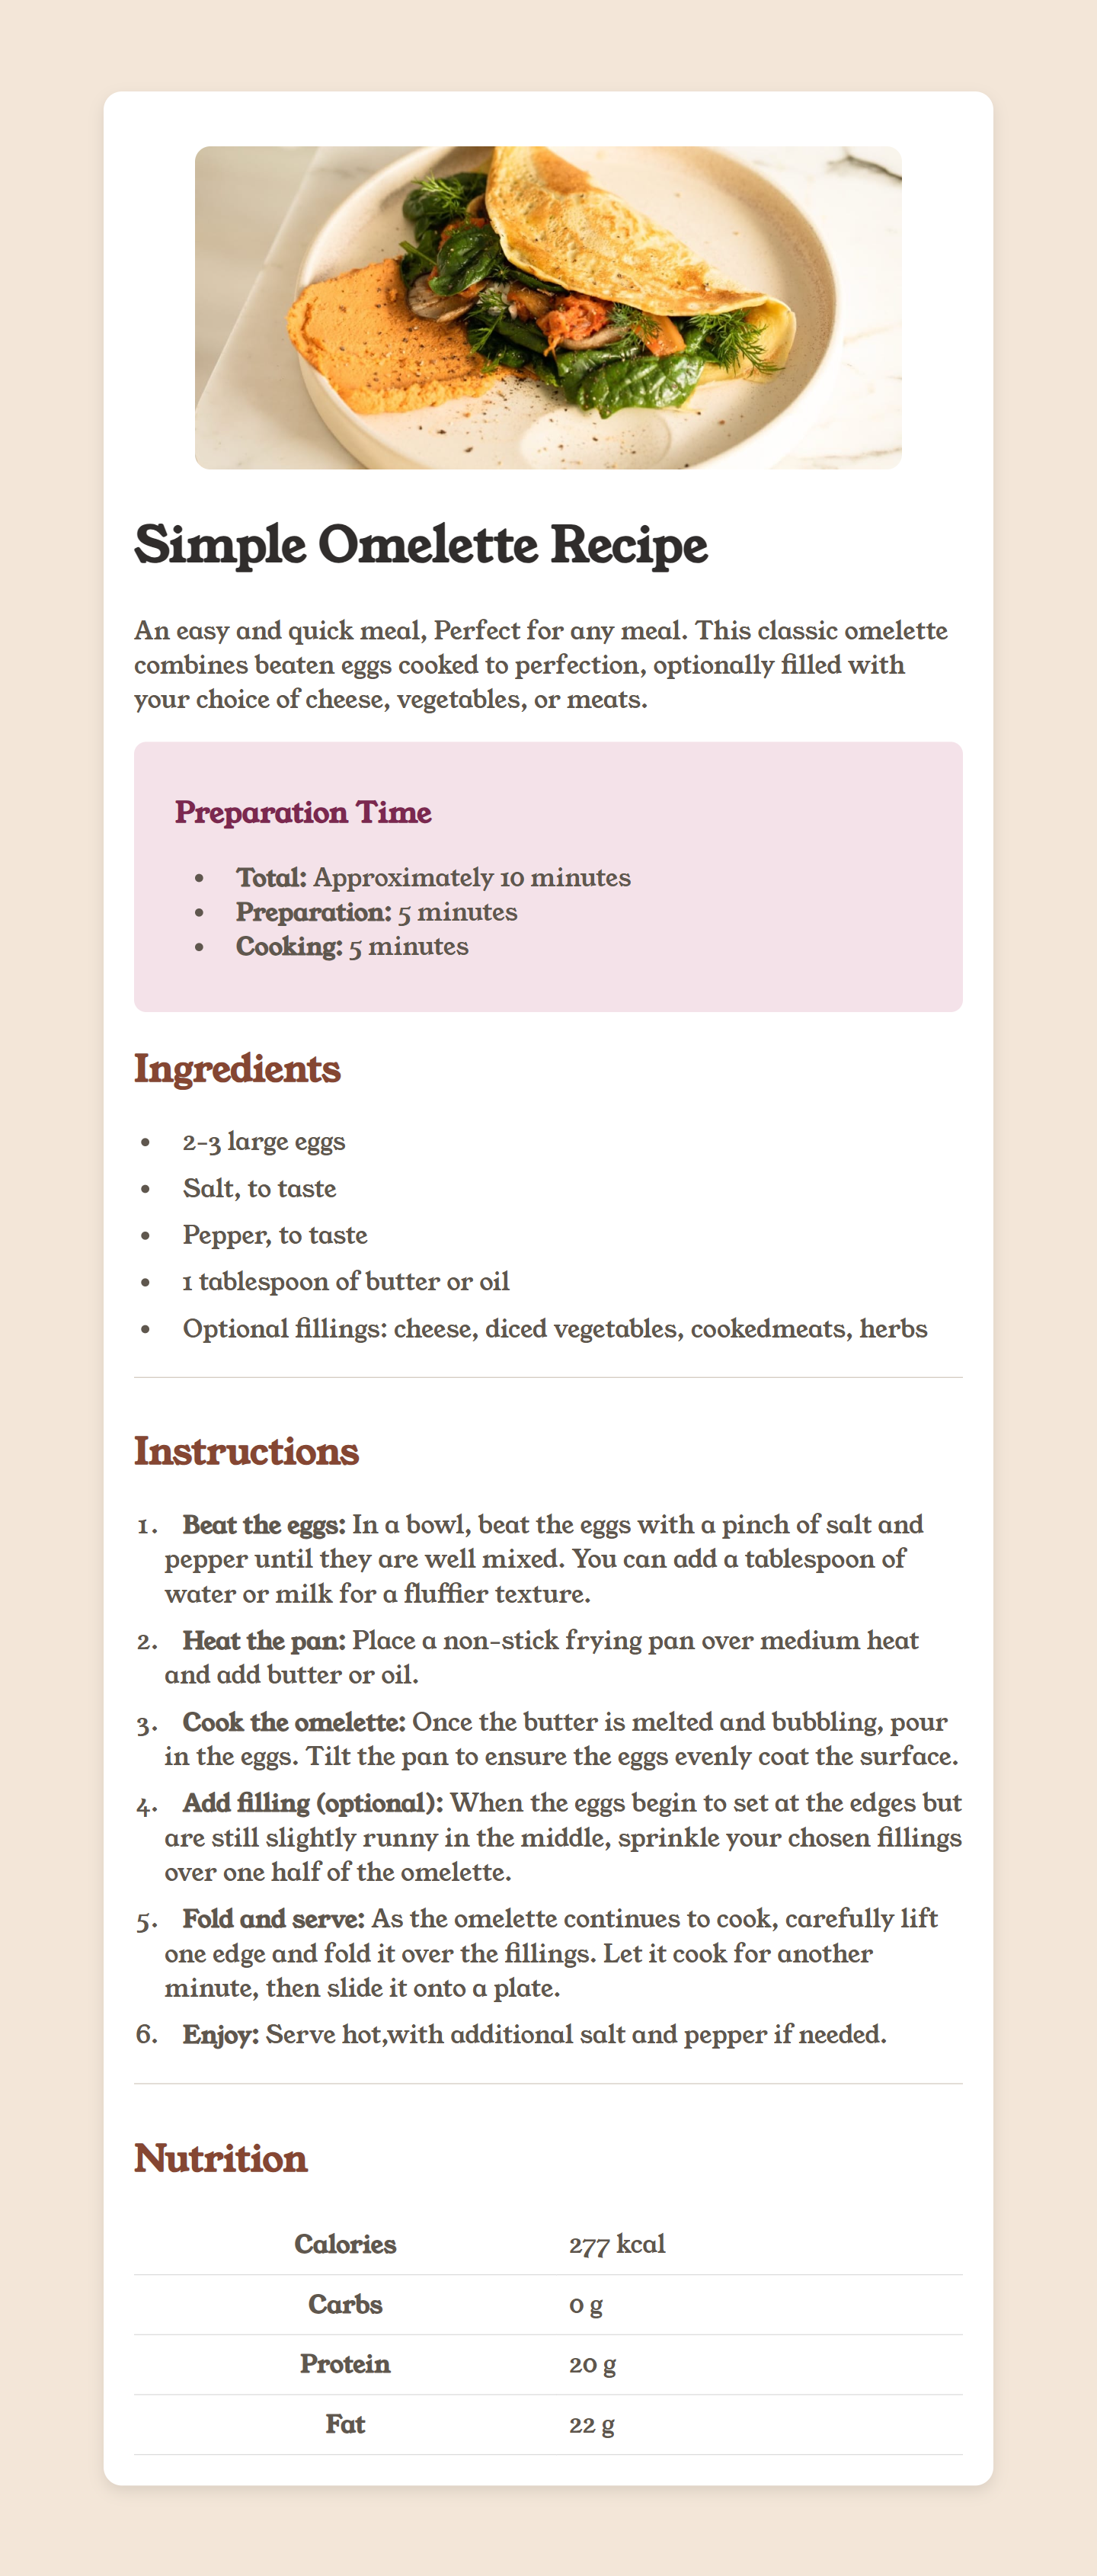 Simple Omelette Recipe
An easy and quick meal, Perfect for any meal. This classic omelette
combines beaten eggs cooked to perfection, optionally filled with
your choice of cheese, vegetables, or meats.
Preparation Time
• Total: Approximately 10 minutes
• Preparation: 5 minutes
• Cooking: 5 minutes
Ingredients
• 2-3 large eggs
• Salt, to taste
• Pepper, to taste
• 1 tablespoon of butter or oil
• Optional fillings: cheese, diced vegetables, cookedmeats, herbs
Instructions
1. Beat the eggs: In a bowl, beat the eggs with a pinch of salt and
pepper until they are well mixed. You can add a tablespoon of
water or milk for a fluffier texture.
2. Heat the pan: Place a non-stick frying pan over medium heat
and add butter or oil.
3. Cook the omelette: Once the butter is melted and bubbling, pour
in the eggs. Tilt the pan to ensure the eggs evenly coat the surface.
4. Add filling (optional): When the eggs begin to set at the edges but
are still slightly runny in the middle, sprinkle your chosen fillings
over one half of the omelette.
5. Fold and serve: As the omelette continues to cook, carefully lift
one edge and fold it over the fillings. Let it cook for another
minute, then slide it onto a plate.
6. Enjoy: Serve hot,with additional salt and pepper if needed.
Nutrition
Calories 277 kcal
Carbs 0 g
Protein 20 g
Fat 22 g